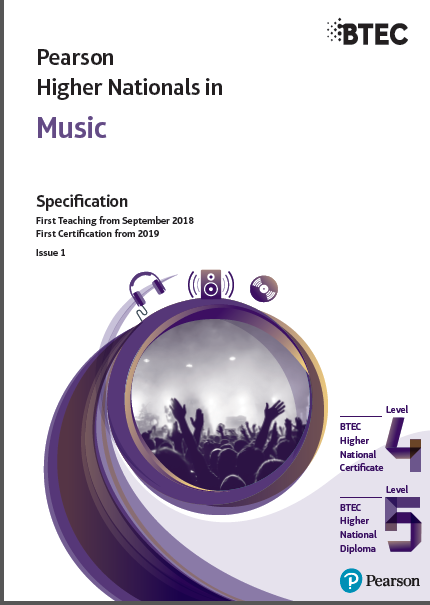 BTEC
Pearson
Higher Nationals in
Music
Specification
First Teaching from September 2018
First Certification from 2019
Issue 1
Level
4
BTEC
Higher
National
Certificate
Level
5
BTEC
Higher
National
Diploma
Pearson